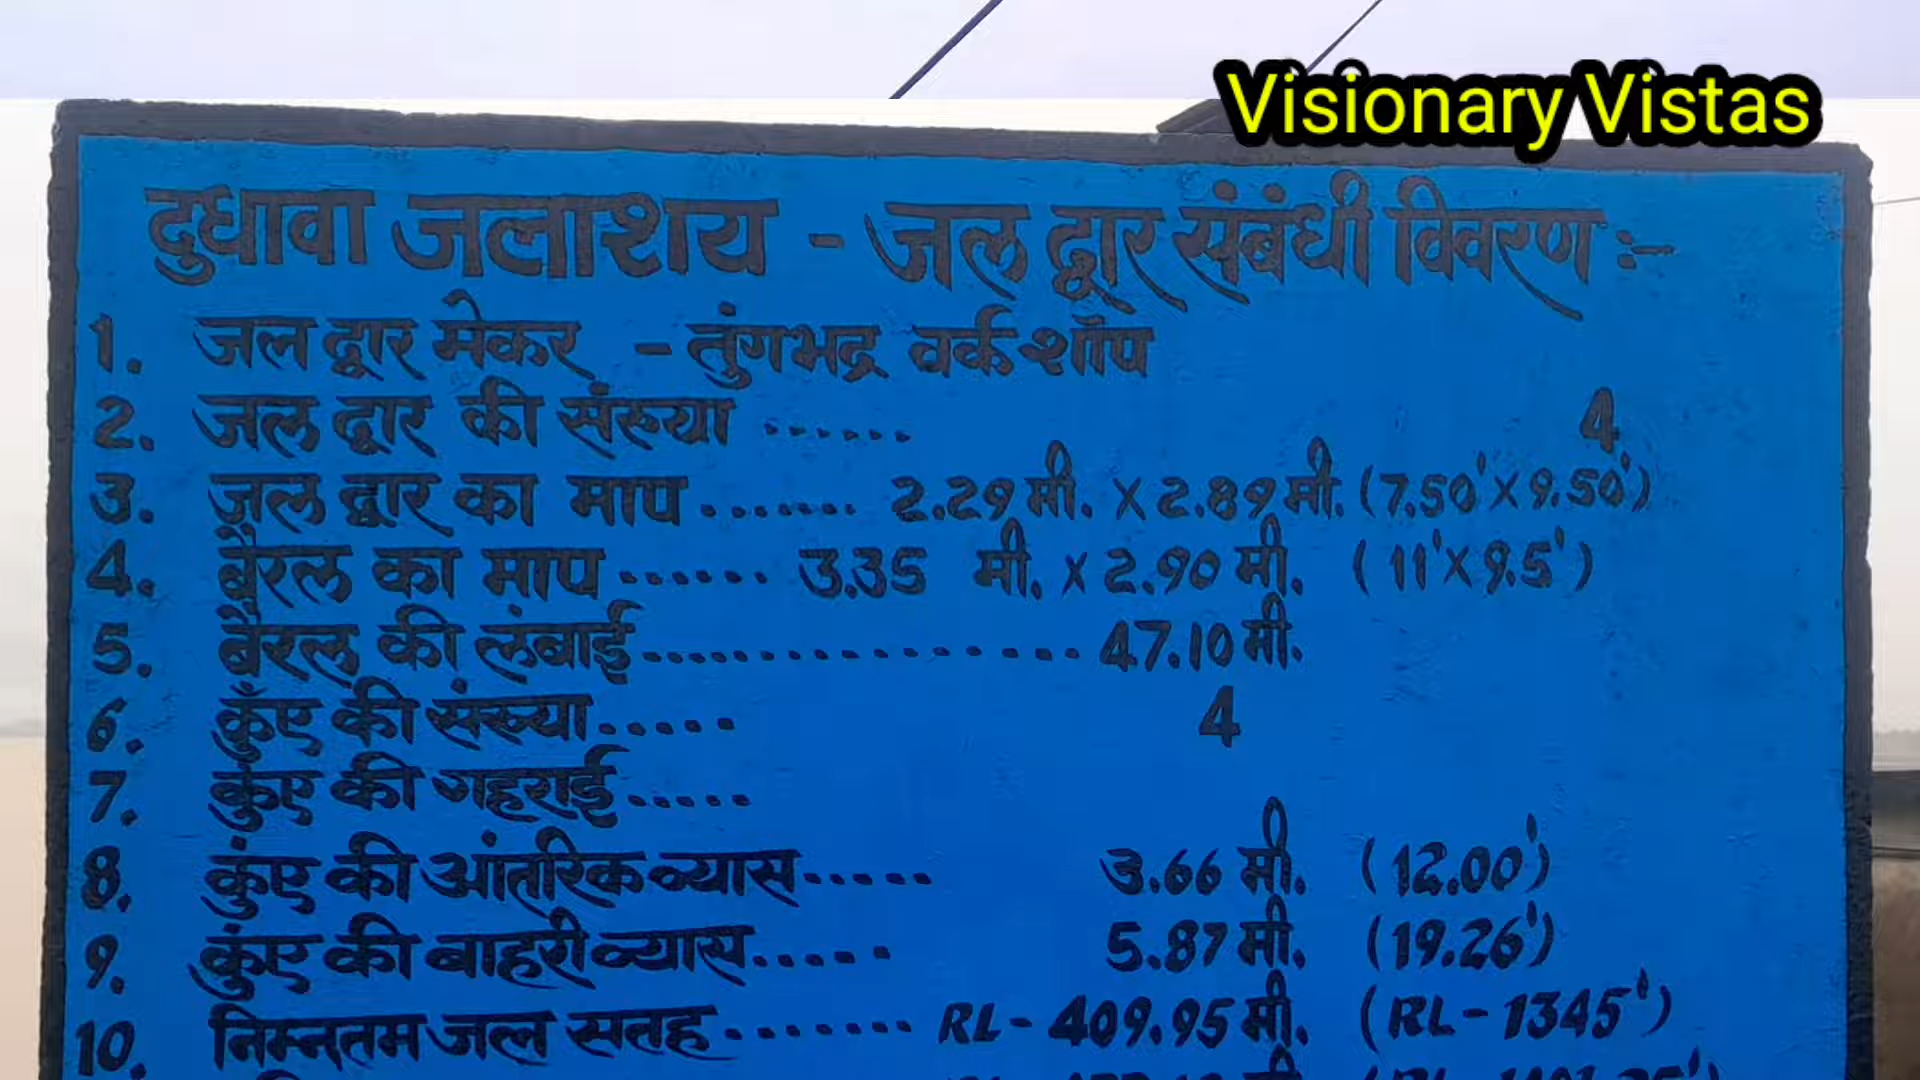 Visionary Vistas
दुधावा जलाशय - जल द्वार संबंधी विवरण :-
1. जल द्वार मेकर - तुंगभद्र वर्कशॉप
2. जल द्वार की संख्या ...... 4
3. जल द्वार का माप ....... 2.29 मी. X 2.89 मी. (7.50' X 9.50')
4. बैरल का माप ...... 3.35 मी. X 2.90 मी. (11' X 9.5')
5. बैरल की लंबाई ................. 47.10 मी.
6. कुँए की संख्या ..... 4
7. कुंए की गहराई .....
8. कुंए की आंतरिक व्यास ..... 3.66 मी. (12.00')
9. कुंए की बाहरी व्यास ..... 5.87 मी. (19.26')
10. निम्नतम जल सतह ....... RL - 409.95 मी. (RL - 1345')